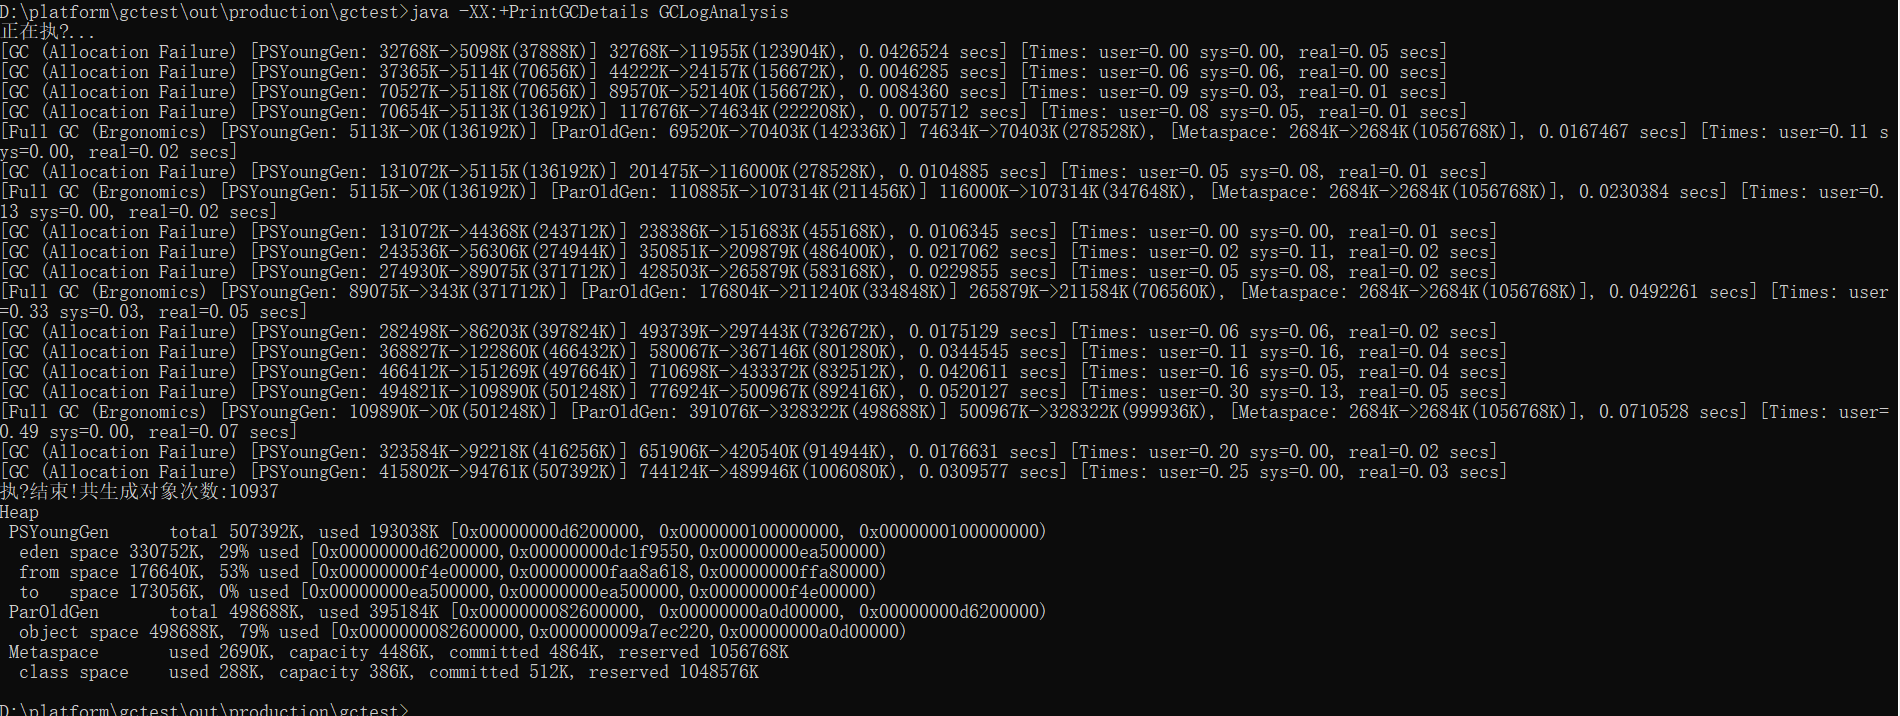 D:\platform\gctest\out\production\gctest>java -XX:+PrintGCDetails GCLogAnalysis
正在执?...
[GC (Allocation Failure) [PSYoungGen: 32768K->5098K(37888K)] 32768K->11955K(123904K), 0.0426524 secs] [Times: user=0.00 sys=0.00, real=0.05 secs]
[GC (Allocation Failure) [PSYoungGen: 37365K->5114K(70656K)] 44222K->24157K(156672K), 0.0046285 secs] [Times: user=0.06 sys=0.06, real=0.00 secs]
[GC (Allocation Failure) [PSYoungGen: 70527K->5118K(70656K)] 89570K->52140K(156672K), 0.0084360 secs] [Times: user=0.09 sys=0.03, real=0.01 secs]
[GC (Allocation Failure) [PSYoungGen: 70654K->5113K(136192K)] 117676K->74634K(222208K), 0.0075712 secs] [Times: user=0.08 sys=0.05, real=0.01 secs]
[Full GC (Ergonomics) [PSYoungGen: 5113K->0K(136192K)] [ParOldGen: 69520K->70403K(142336K)] 74634K->70403K(278528K), [Metaspace: 2684K->2684K(1056768K)], 0.0167467 secs] [Times: user=0.11 s
ys=0.00, real=0.02 secs]
[GC (Allocation Failure) [PSYoungGen: 131072K->5115K(136192K)] 201475K->116000K(278528K), 0.0104885 secs] [Times: user=0.05 sys=0.08, real=0.01 secs]
[Full GC (Ergonomics) [PSYoungGen: 5115K->0K(136192K)] [ParOldGen: 110885K->107314K(211456K)] 116000K->107314K(347648K), [Metaspace: 2684K->2684K(1056768K)], 0.0230384 secs] [Times: user=0.
13 sys=0.00, real=0.02 secs]
[GC (Allocation Failure) [PSYoungGen: 131072K->44368K(243712K)] 238386K->151683K(455168K), 0.0106345 secs] [Times: user=0.00 sys=0.00, real=0.01 secs]
[GC (Allocation Failure) [PSYoungGen: 243536K->56306K(274944K)] 350851K->209879K(486400K), 0.0217062 secs] [Times: user=0.02 sys=0.11, real=0.02 secs]
[GC (Allocation Failure) [PSYoungGen: 274930K->89075K(371712K)] 428503K->265879K(583168K), 0.0229855 secs] [Times: user=0.05 sys=0.08, real=0.02 secs]
[Full GC (Ergonomics) [PSYoungGen: 89075K->343K(371712K)] [ParOldGen: 176804K->211240K(334848K)] 265879K->211584K(706560K), [Metaspace: 2684K->2684K(1056768K)], 0.0492261 secs] [Times: user
=0.33 sys=0.03, real=0.05 secs]
[GC (Allocation Failure) [PSYoungGen: 282498K->86203K(397824K)] 493739K->297443K(732672K), 0.0175129 secs] [Times: user=0.06 sys=0.06, real=0.02 secs]
[GC (Allocation Failure) [PSYoungGen: 368827K->122860K(466432K)] 580067K->367146K(801280K), 0.0344545 secs] [Times: user=0.11 sys=0.16, real=0.04 secs]
[GC (Allocation Failure) [PSYoungGen: 466412K->151269K(497664K)] 710698K->433372K(832512K), 0.0420611 secs] [Times: user=0.16 sys=0.05, real=0.04 secs]
[GC (Allocation Failure) [PSYoungGen: 494821K->109890K(501248K)] 776924K->500967K(892416K), 0.0520127 secs] [Times: user=0.30 sys=0.13, real=0.05 secs]
[Full GC (Ergonomics) [PSYoungGen: 109890K->0K(501248K)] [ParOldGen: 391076K->328322K(498688K)] 500967K->328322K(999936K), [Metaspace: 2684K->2684K(1056768K)], 0.0710528 secs] [Times: user=
0.49 sys=0.00, real=0.07 secs]
[GC (Allocation Failure) [PSYoungGen: 323584K->92218K(416256K)] 651906K->420540K(914944K), 0.0176631 secs] [Times: user=0.20 sys=0.00, real=0.02 secs]
[GC (Allocation Failure) [PSYoungGen: 415802K->94761K(507392K)] 744124K->489946K(1006080K), 0.0309577 secs] [Times: user=0.25 sys=0.00, real=0.03 secs]
执?结束!共生成对象次数:10937
Heap
 PSYoungGen      total 507392K, used 193038K [0x00000000d6200000, 0x0000000100000000, 0x0000000100000000)
  eden space 330752K, 29% used [0x00000000d6200000,0x00000000dc1f9550,0x00000000ea500000)
  from space 176640K, 53% used [0x00000000f4e00000,0x00000000faa8a618,0x00000000ffa80000)
  to   space 173056K, 0% used [0x00000000ea500000,0x00000000ea500000,0x00000000f4e00000)
 ParOldGen       total 498688K, used 395184K [0x0000000082600000, 0x00000000a0d00000, 0x00000000d6200000)
  object space 498688K, 79% used [0x0000000082600000,0x000000009a7ec220,0x00000000a0d00000)
 Metaspace       used 2690K, capacity 4486K, committed 4864K, reserved 1056768K
  class space    used 288K, capacity 386K, committed 512K, reserved 1048576K
D:\platform\gctest\out\production\gctest>